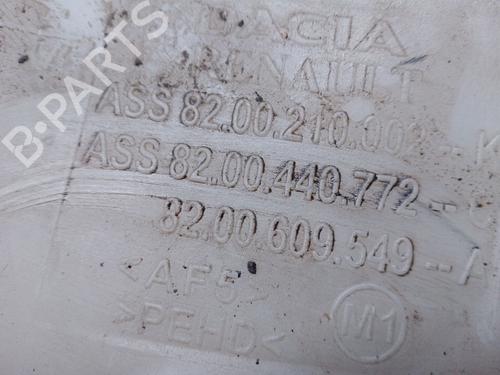 DACIA
RENAULT
ASS 82.00.210.002--K
ASS 82.00.440.772--C
82.00.609.549--A
<AF5>
>PEHD<
M1
B-PARTS